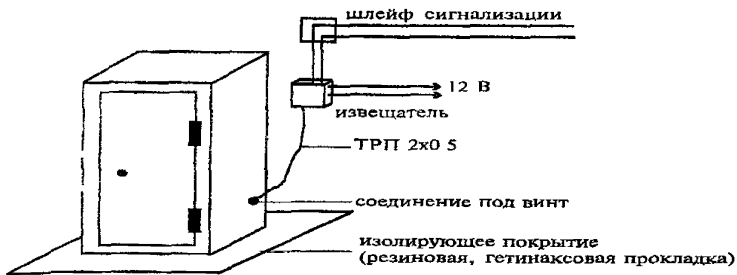 шлейф сигнализации
12 В
извещатель
ТРП 2х0 5
соединение под винт
изолирующее покрытие
(резиновая, гетинаксовая прокладка)